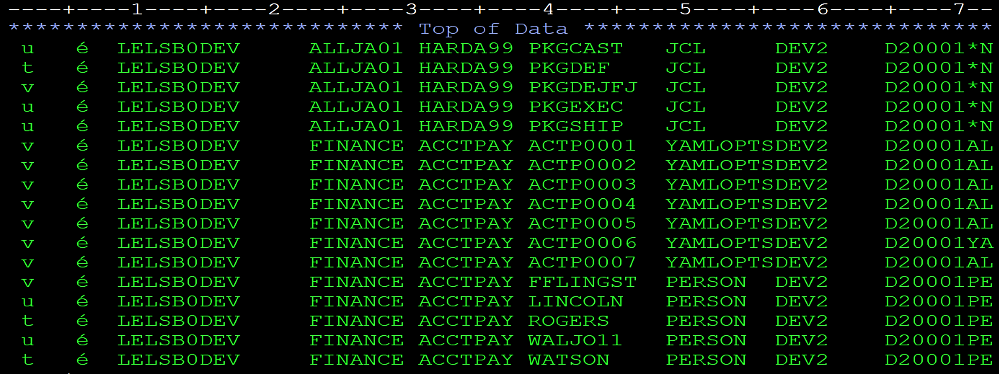 ----+----1----+----2----+----3----+----4----+----5----+----6----+----7--
***************************** Top of Data ******************************
 u   é  LELSB0DEV     ALLJA01 HARDA99 PKGCAST   JCL     DEV2    D20001*N
 t   é  LELSB0DEV     ALLJA01 HARDA99 PKGDEF    JCL     DEV2    D20001*N
 v   é  LELSB0DEV     ALLJA01 HARDA99 PKGDEJFJ  JCL     DEV2    D20001*N
 u   é  LELSB0DEV     ALLJA01 HARDA99 PKGEXEC   JCL     DEV2    D20001*N
 u   é  LELSB0DEV     ALLJA01 HARDA99 PKGSHIP   JCL     DEV2    D20001*N
 v   é  LELSB0DEV     FINANCE ACCTPAY ACTP0001  YAMLOPTSDEV2    D20001AL
 v   é  LELSB0DEV     FINANCE ACCTPAY ACTP0002  YAMLOPTSDEV2    D20001AL
 v   é  LELSB0DEV     FINANCE ACCTPAY ACTP0003  YAMLOPTSDEV2    D20001AL
 v   é  LELSB0DEV     FINANCE ACCTPAY ACTP0004  YAMLOPTSDEV2    D20001AL
 v   é  LELSB0DEV     FINANCE ACCTPAY ACTP0005  YAMLOPTSDEV2    D20001AL
 v   é  LELSB0DEV     FINANCE ACCTPAY ACTP0006  YAMLOPTSDEV2    D20001YA
 v   é  LELSB0DEV     FINANCE ACCTPAY ACTP0007  YAMLOPTSDEV2    D20001AL
 v   é  LELSB0DEV     FINANCE ACCTPAY FFLINGST  PERSON  DEV2    D20001PE
 u   é  LELSB0DEV     FINANCE ACCTPAY LINCOLN   PERSON  DEV2    D20001PE
 t   é  LELSB0DEV     FINANCE ACCTPAY ROGERS    PERSON  DEV2    D20001PE
 u   é  LELSB0DEV     FINANCE ACCTPAY WALJO11   PERSON  DEV2    D20001PE
 t   é  LELSB0DEV     FINANCE ACCTPAY WATSON    PERSON  DEV2    D20001PE